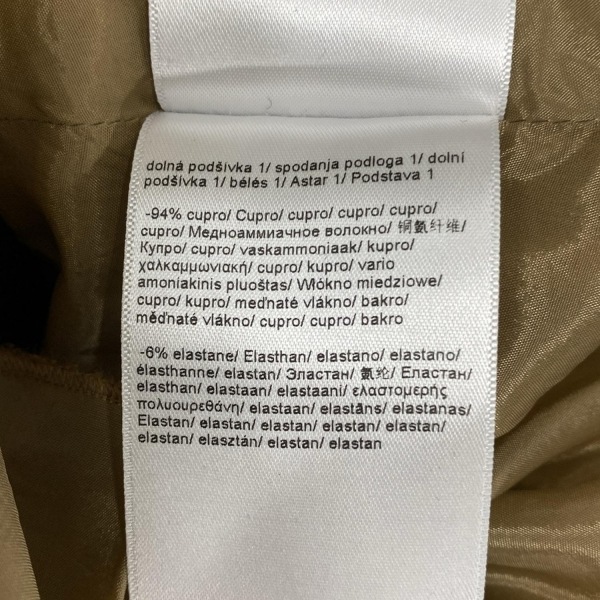 dolná podšívka 1/ spodanja podloga 1/ dolní
podšívka 1/ bélés 1/ Astar 1/ Podstava 1
-94% cupro/ Cupro/ cupro/ cupro/ cupro/
cupro/ Медноаммиачное волокно/ 铜氨纤维/
Купро/ cupro/ vaskammoniaak/ kupro/
χαλκαμμωνιακή/ cupro/ kupro/ vario
amoniakinis pluoštas/ Włókno miedziowe/
cupro/ kupro/ meďnaté vlákno/ bakro/
měďnaté vlákno/ cupro/ cupro/ bakro
-6% elastane/ Elasthan/ elastano/ elastano/
élasthanne/ elastan/ Эластан/ 氨纶/ Еластан/
elasthan/ elastaan/ elastaani/ ελαστομερής
πολυουρεθάνη/ elastaan/ elastāns/ elastanas/
Elastan/ elastan/ elastan/ elastan/ elastan/
elastan/ elasztán/ elastan/ elastan